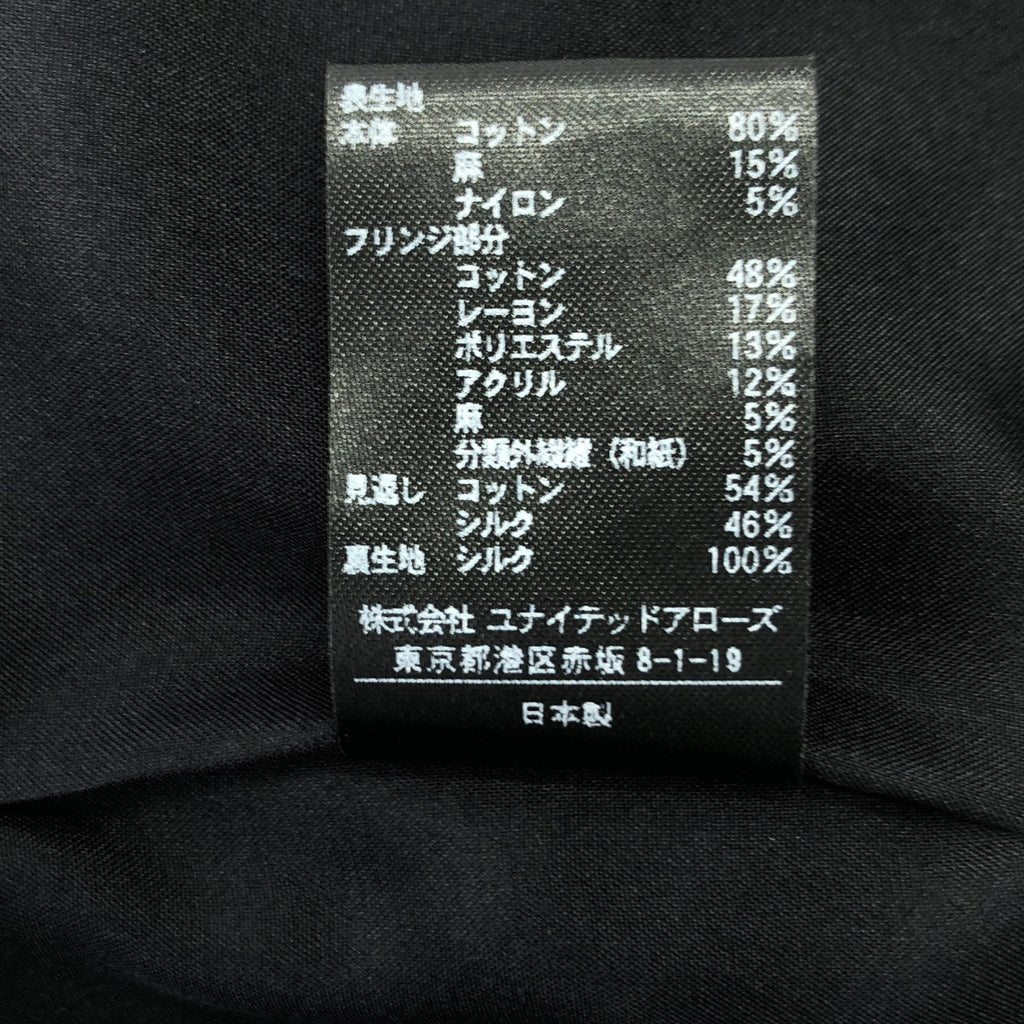 表生地
本体 コットン 80%
麻 15%
ナイロン 5%
フリンジ部分
コットン 48%
レーヨン 17%
ポリエステル 13%
アクリル 12%
麻 5%
分類外繊維（和紙） 5%
見返し コットン 54%
シルク 46%
裏生地 シルク 100%
株式会社 ユナイテッドアローズ
東京都港区赤坂 8-1-19
日本製